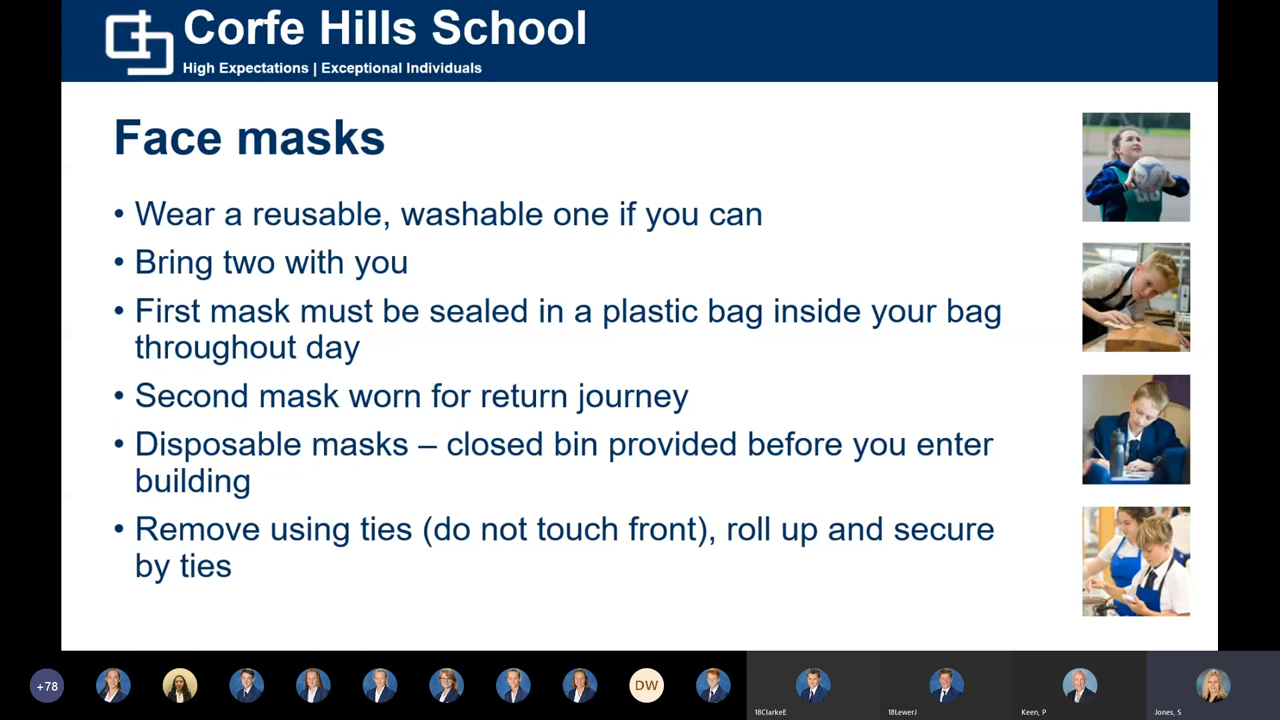 Corfe Hills School
High Expectations | Exceptional Individuals
Face masks
• Wear a reusable, washable one if you can
• Bring two with you
• First mask must be sealed in a plastic bag inside your bag
throughout day
• Second mask worn for return journey
• Disposable masks – closed bin provided before you enter
building
• Remove using ties (do not touch front), roll up and secure
by ties
+78
DW
18ClarkeE
18LewerJ
Keen, P
Jones, S